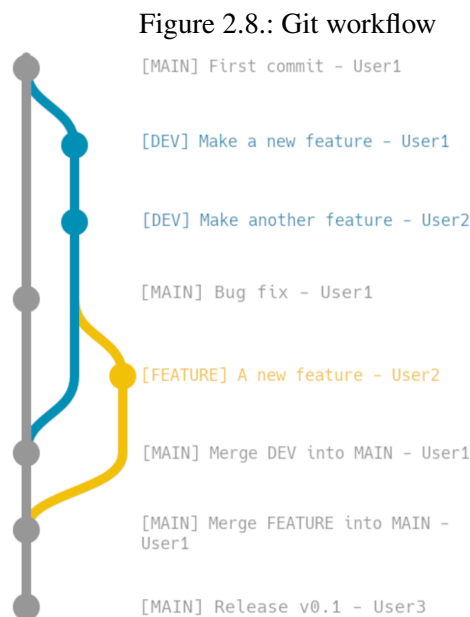 Figure 2.8.: Git workflow
[MAIN] First commit - User1
[DEV] Make a new feature - User1
[DEV] Make another feature - User2
[MAIN] Bug fix - User1
[FEATURE] A new feature - User2
[MAIN] Merge DEV into MAIN - User1
[MAIN] Merge FEATURE into MAIN -
User1
[MAIN] Release v0.1 - User3